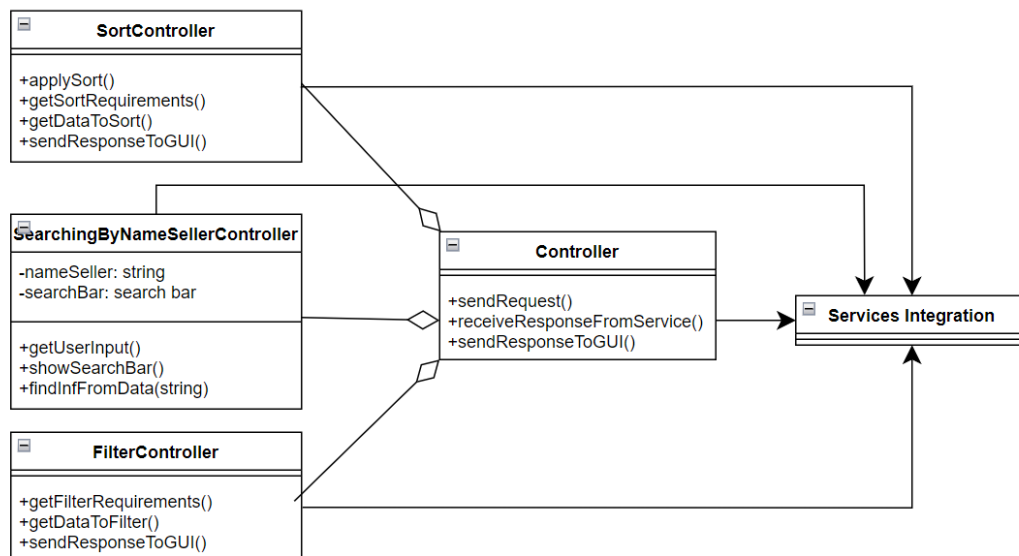 SortController
+applySort()
+getSortRequirements()
+getDataToSort()
+sendResponseToGUI()
SearchingByNameSellerController
-nameSeller: string
-searchBar: search bar
+getUserInput()
+showSearchBar()
+findInfFromData(string)
Controller
+sendRequest()
+receiveResponseFromService()
+sendResponseToGUI()
Services Integration
FilterController
+getFilterRequirements()
+getDataToFilter()
+sendResponseToGUI()